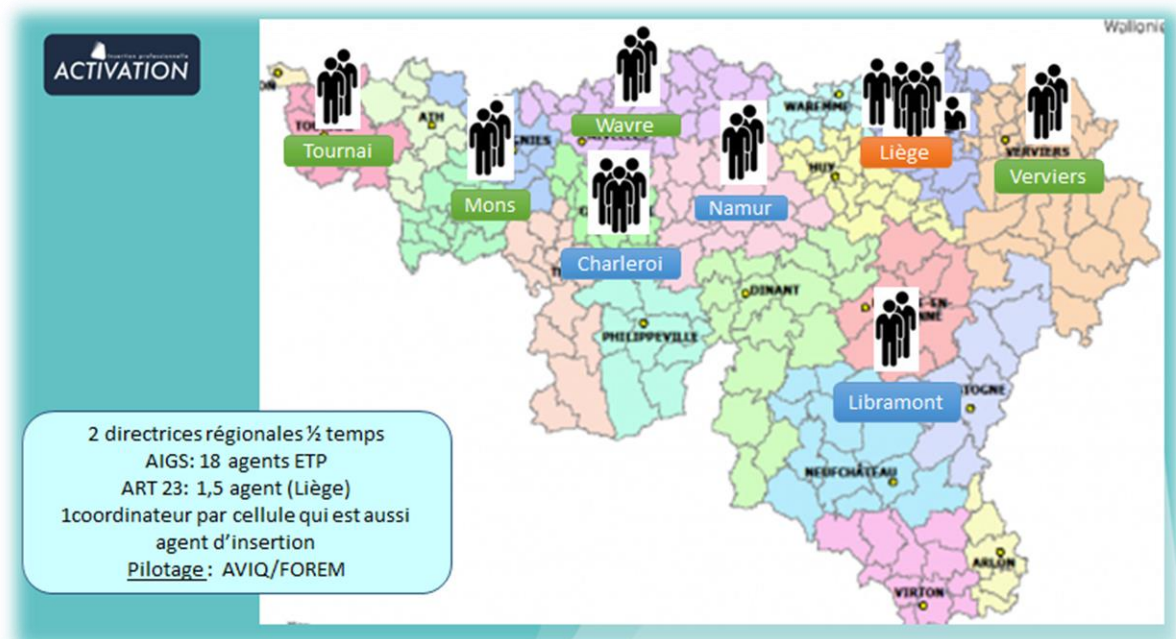 Wallonie
insertion professionnelle
ACTIVATION
Tournai
ATH
Mons
Wavre
Charleroi
Namur
WAREMME
HUY
Liège
VERVIERS
Verviers
DINANT
PHILIPPEVILLE
Libramont
NEUFCHÂTEAU
ARLON
VIRTON
2 directrices régionales ½ temps
AIGS: 18 agents ETP
ART 23: 1,5 agent (Liège)
1coordinateur par cellule qui est aussi
agent d'insertion
Pilotage : AVIQ/FOREM